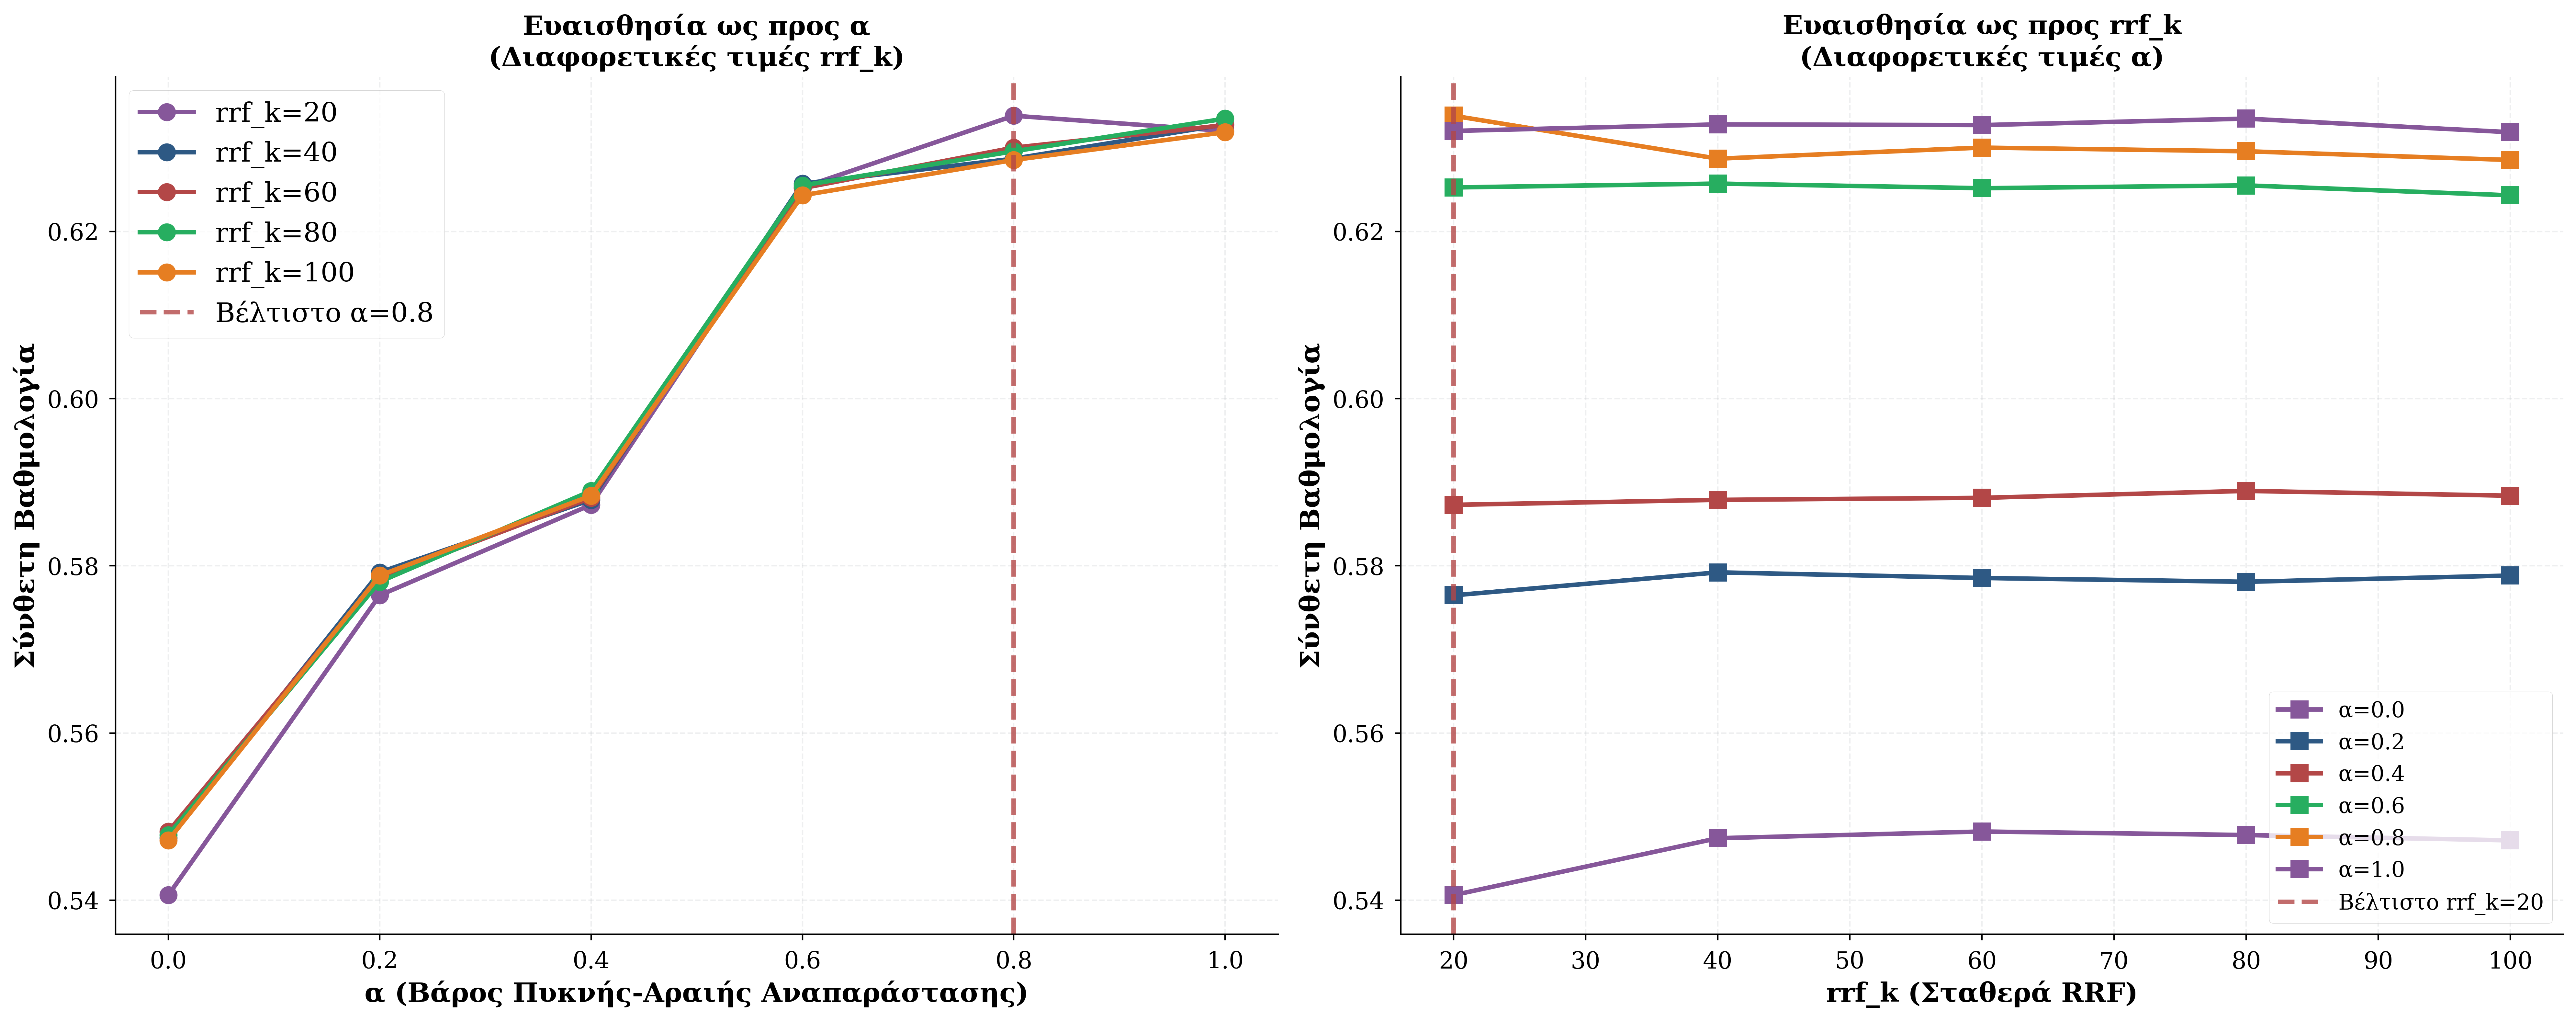 Ευαισθησία ως προς α
(Διαφορετικές τιμές rrf_k)
rrf_k=20
rrf_k=40
rrf_k=60
rrf_k=80
rrf_k=100
Βέλτιστο α=0.8
Σύνθετη Βαθμολογία
0.62
0.60
0.58
0.56
0.54
0.0 0.2 0.4 0.6 0.8 1.0
α (Βάρος Πυκνής-Αραιής Αναπαράστασης)
Ευαισθησία ως προς rrf_k
(Διαφορετικές τιμές α)
Σύνθετη Βαθμολογία
0.62
0.60
0.58
0.56
0.54
α=0.0
α=0.2
α=0.4
α=0.6
α=0.8
α=1.0
Βέλτιστο rrf_k=20
20 30 40 50 60 70 80 90 100
rrf_k (Σταθερά RRF)